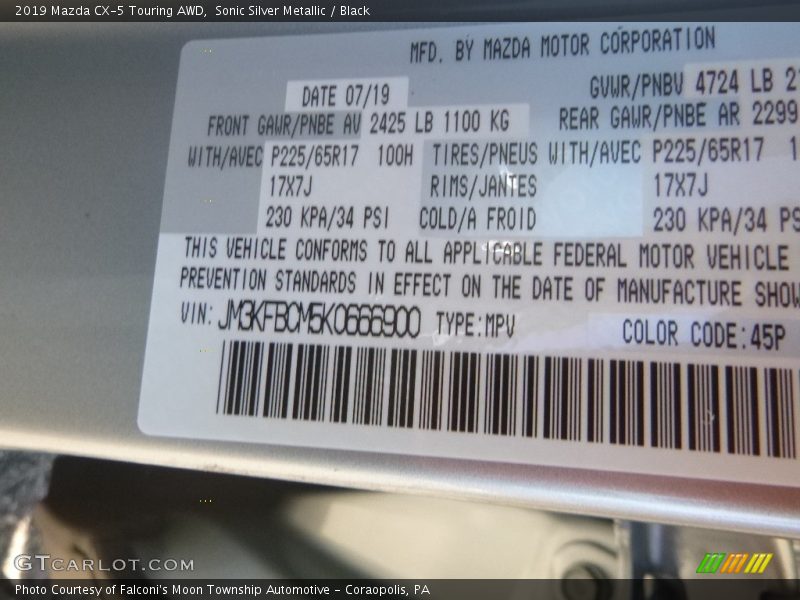 2019 Mazda CX-5 Touring AWD, Sonic Silver Metallic / Black
MFD. BY MAZDA MOTOR CORPORATION
DATE 07/19 GVWR/PNBV 4724 LB
FRONT GAWR/PNBE AV 2425 LB 1100 KG REAR GAWR/PNBE AR 2299
WITH/AVEC P225/65R17 100H TIRES/PNEUS WITH/AVEC P225/65R17
17X7J RIMS/JANTES 17X7J
230 KPA/34 PSI COLD/A FROID 230 KPA/34 PS
THIS VEHICLE CONFORMS TO ALL APPLICABLE FEDERAL MOTOR VEHICLE
PREVENTION STANDARDS IN EFFECT ON THE DATE OF MANUFACTURE SHOW
VIN: JM3KFBCM5K0666900 TYPE:MPV COLOR CODE:45P
GTCARLOT.COM
Photo Courtesy of Falconi's Moon Township Automotive - Coraopolis, PA